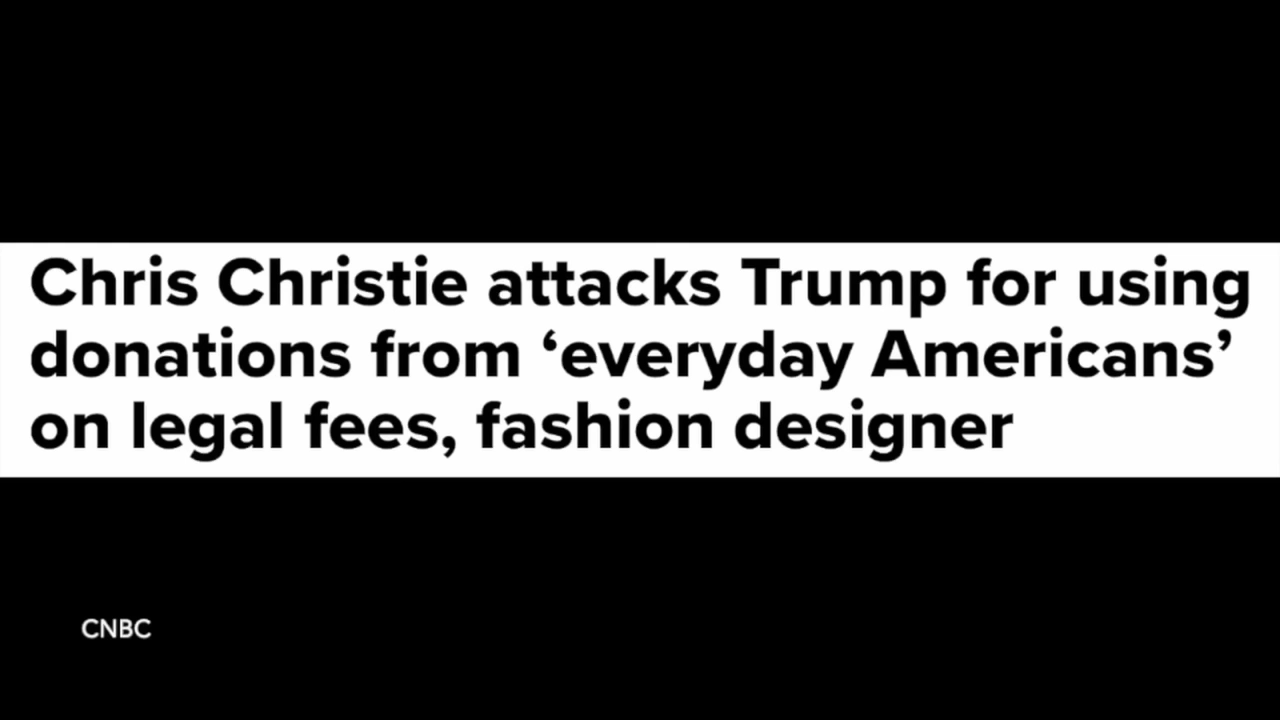 Chris Christie attacks Trump for using
donations from ‘everyday Americans’
on legal fees, fashion designer
CNBC